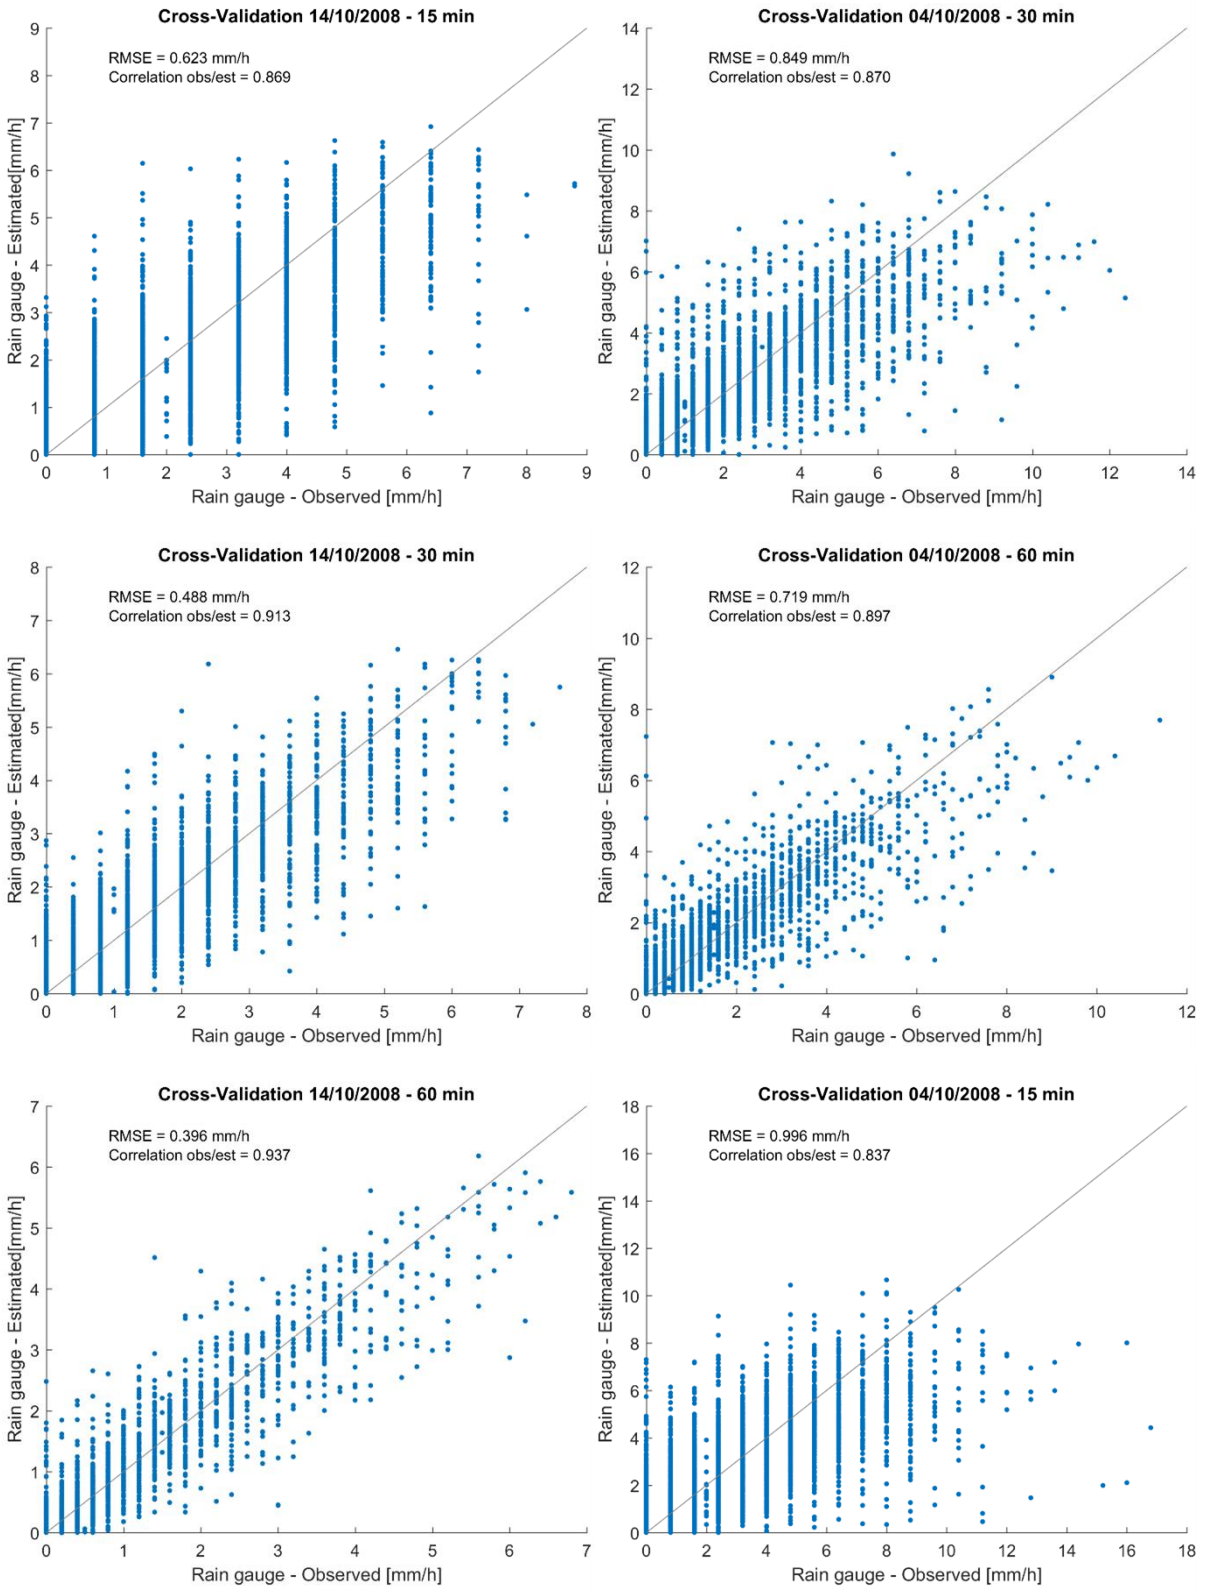 Cross-Validation 14/10/2008 - 15 min
RMSE = 0.623 mm/h
Correlation obs/est = 0.869
Rain gauge - Estimated[mm/h]
9
8
7
6
5
4
3
2
1
0
0 1 2 3 4 5 6 7 8 9
Rain gauge - Observed [mm/h]
Cross-Validation 04/10/2008 - 30 min
RMSE = 0.849 mm/h
Correlation obs/est = 0.870
Rain gauge - Estimated[mm/h]
14
12
10
8
6
4
2
0
0 2 4 6 8 10 12 14
Rain gauge - Observed [mm/h]
Cross-Validation 14/10/2008 - 30 min
RMSE = 0.488 mm/h
Correlation obs/est = 0.913
Rain gauge - Estimated[mm/h]
8
7
6
5
4
3
2
1
0
0 1 2 3 4 5 6 7 8
Rain gauge - Observed [mm/h]
Cross-Validation 04/10/2008 - 60 min
RMSE = 0.719 mm/h
Correlation obs/est = 0.897
Rain gauge - Estimated[mm/h]
12
10
8
6
4
2
0
0 2 4 6 8 10 12
Rain gauge - Observed [mm/h]
Cross-Validation 14/10/2008 - 60 min
RMSE = 0.396 mm/h
Correlation obs/est = 0.937
Rain gauge - Estimated[mm/h]
7
6
5
4
3
2
1
0
0 1 2 3 4 5 6 7
Rain gauge - Observed [mm/h]
Cross-Validation 04/10/2008 - 15 min
RMSE = 0.996 mm/h
Correlation obs/est = 0.837
Rain gauge - Estimated[mm/h]
18
16
14
12
10
8
6
4
2
0
0 2 4 6 8 10 12 14 16 18
Rain gauge - Observed [mm/h]